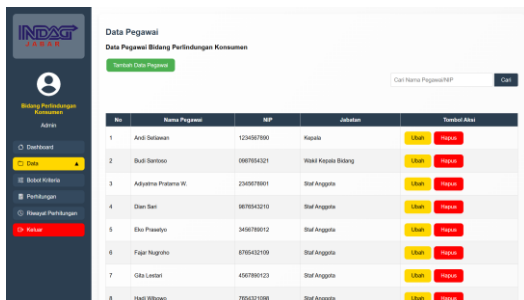 INDAG
JABAR
Bidang Perlindungan
Konsumen
Admin
Dashboard
Data
Bobot Kriteria
Perhitungan
Riwayat Perhitungan
Keluar
Data Pegawai
Data Pegawai Bidang Perlindungan Konsumen
Tambah Data Pegawai
Cari Nama Pegawai/NIP Cari
No Nama Pegawai NIP Jabatan Tombol Aksi
1 Andi Setiawan 1234567890 Kepala Ubah Hapus
2 Budi Santoso 0987654321 Wakil Kepala Bidang Ubah Hapus
3 Adiyatma Pratama W. 2345678901 Staf Anggota Ubah Hapus
4 Dian Sari 9876543210 Staf Anggota Ubah Hapus
5 Eko Prasetyo 3456789012 Staf Anggota Ubah Hapus
6 Fajar Nugroho 8765432109 Staf Anggota Ubah Hapus
7 Gita Lestari 4567890123 Staf Anggota Ubah Hapus
8 Hadi Wibowo 7654321098 Staf Anggota Ubah Hapus